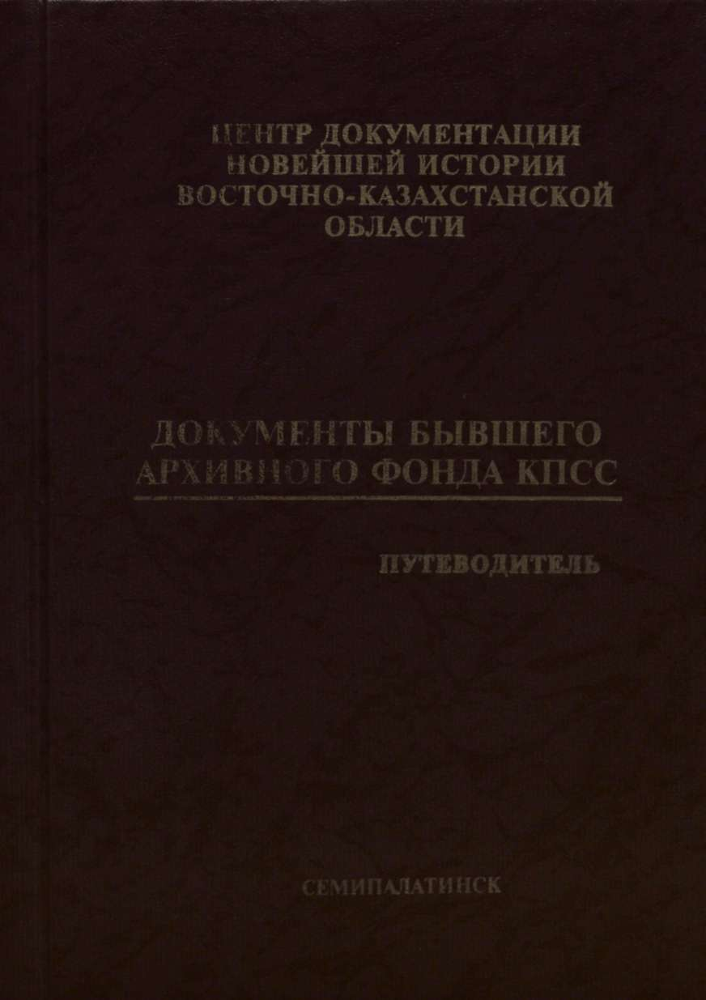 ЦЕНТР ДОКУМЕНТАЦИИ
НОВЕЙШЕЙ ИСТОРИИ
ВОСТОЧНО-КАЗАХСТАНСКОЙ
ОБЛАСТИ
ДОКУМЕНТЫ БЫВШЕГО
АРХИВНОГО ФОНДА КПСС
ПУТЕВОДИТЕЛЬ
СЕМИПАЛАТИНСК